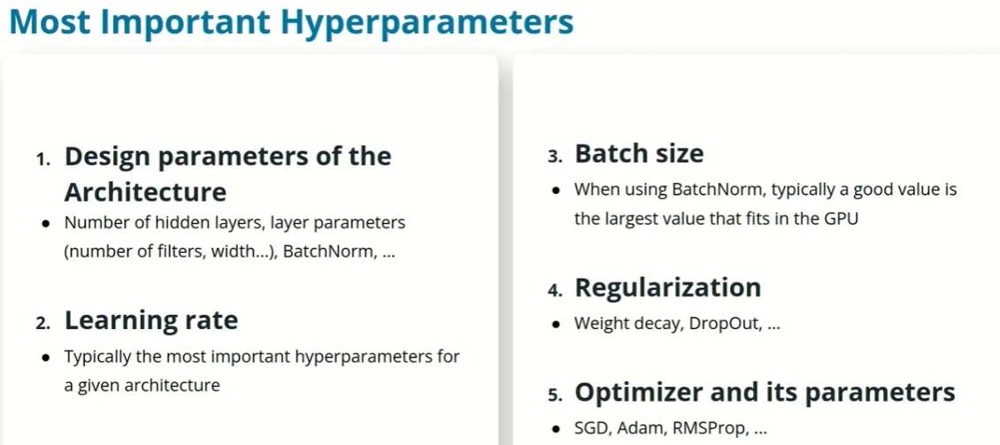 Most Important Hyperparameters
1. Design parameters of the
Architecture
● Number of hidden layers, layer parameters
(number of filters, width...), BatchNorm, ...
2. Learning rate
● Typically the most important hyperparameters for
a given architecture
3. Batch size
● When using BatchNorm, typically a good value is
the largest value that fits in the GPU
4. Regularization
● Weight decay, DropOut, ...
5. Optimizer and its parameters
● SGD, Adam, RMSProp, ...